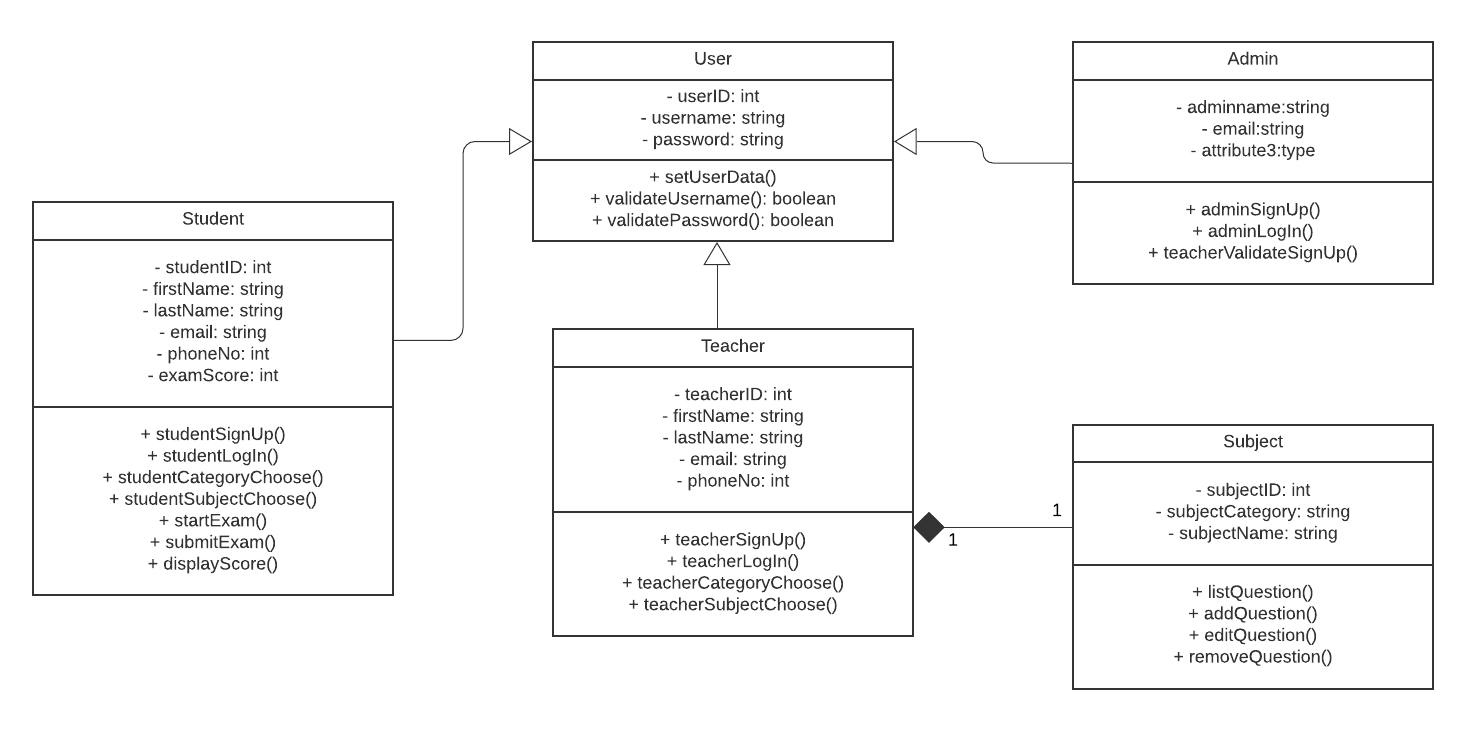 User
- userID: int
- username: string
- password: string
+ setUserData()
+ validateUsername(): boolean
+ validatePassword(): boolean
Admin
- adminname:string
- email:string
- attribute3:type
+ adminSignUp()
+ adminLogIn()
+ teacherValidateSignUp()
Student
- studentID: int
- firstName: string
- lastName: string
- email: string
- phoneNo: int
- examScore: int
+ studentSignUp()
+ studentLogIn()
+ studentCategoryChoose()
+ studentSubjectChoose()
+ startExam()
+ submitExam()
+ displayScore()
Teacher
- teacherID: int
- firstName: string
- lastName: string
- email: string
- phoneNo: int
+ teacherSignUp()
+ teacherLogIn()
+ teacherCategoryChoose()
+ teacherSubjectChoose()
1
1
Subject
- subjectID: int
- subjectCategory: string
- subjectName: string
+ listQuestion()
+ addQuestion()
+ editQuestion()
+ removeQuestion()